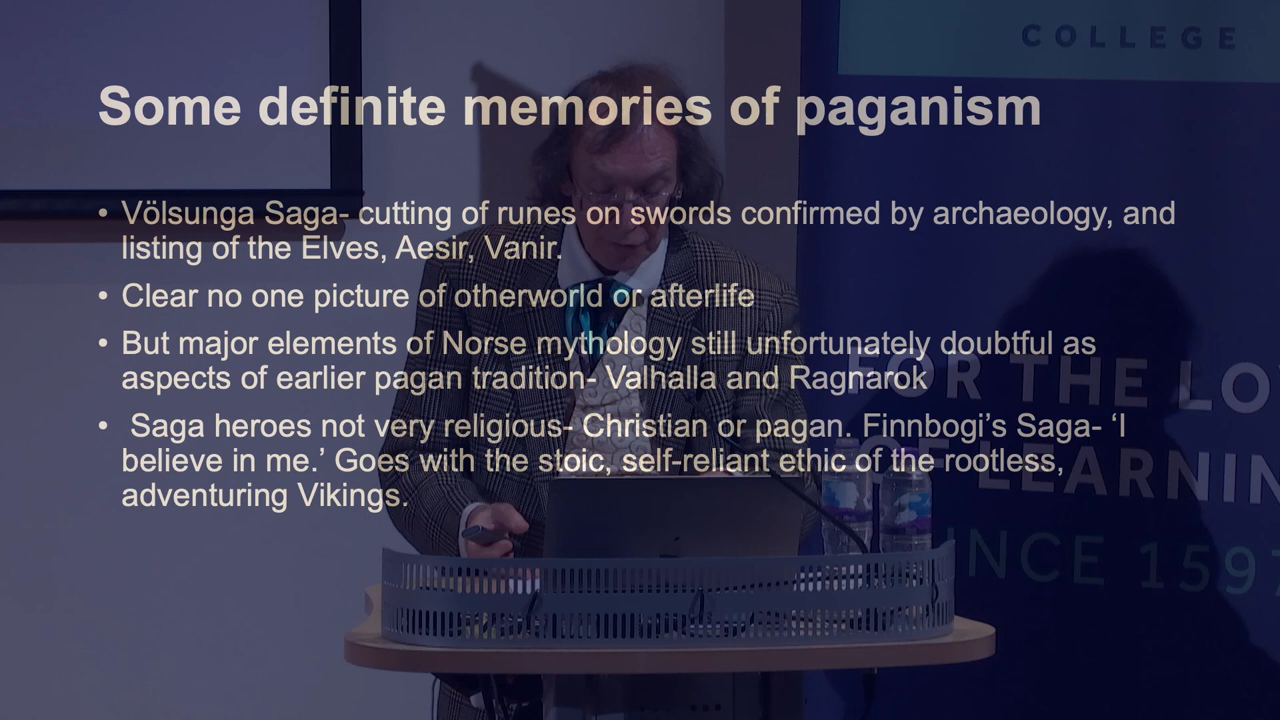 COLLEGE
Some definite memories of paganism
• Völsunga Saga- cutting of runes on swords confirmed by archaeology, and
listing of the Elves, Aesir, Vanir.
• Clear no one picture of otherworld or afterlife
• But major elements of Norse mythology still unfortunately doubtful as
aspects of earlier pagan tradition- Valhalla and Ragnarok
• Saga heroes not very religious- Christian or pagan. Finnbogi’s Saga- ‘I
believe in me.’ Goes with the stoic, self-reliant ethic of the rootless,
adventuring Vikings.
FOR THE LO
OF LEARNIN
INCE 159